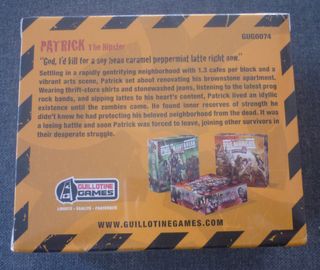 GUG0074
PATRICK The Hipster
"God, I'd kill for a soy bean caramel peppermint latte right now"
Settling in a rapidly gentrifying neighborhood with 1.3 cafes per block and a
vibrant arts scene, Patrick set about renovating his brownstone apartment.
Wearing thrift-store shirts and stonewashed jeans, listening to the latest prog
rock bands, and sipping lattes to his heart's content, Patrick lived an idyllic
existence until the zombies came. He found inner reserves of strength he
didn't know he had protecting his beloved neighborhood from the dead. It was
a losing battle and soon Patrick was forced to leave, joining other survivors in
their desperate struggle.
GUILLOTINE
GAMES
WWW.GUILLOTINEGAMES.COM